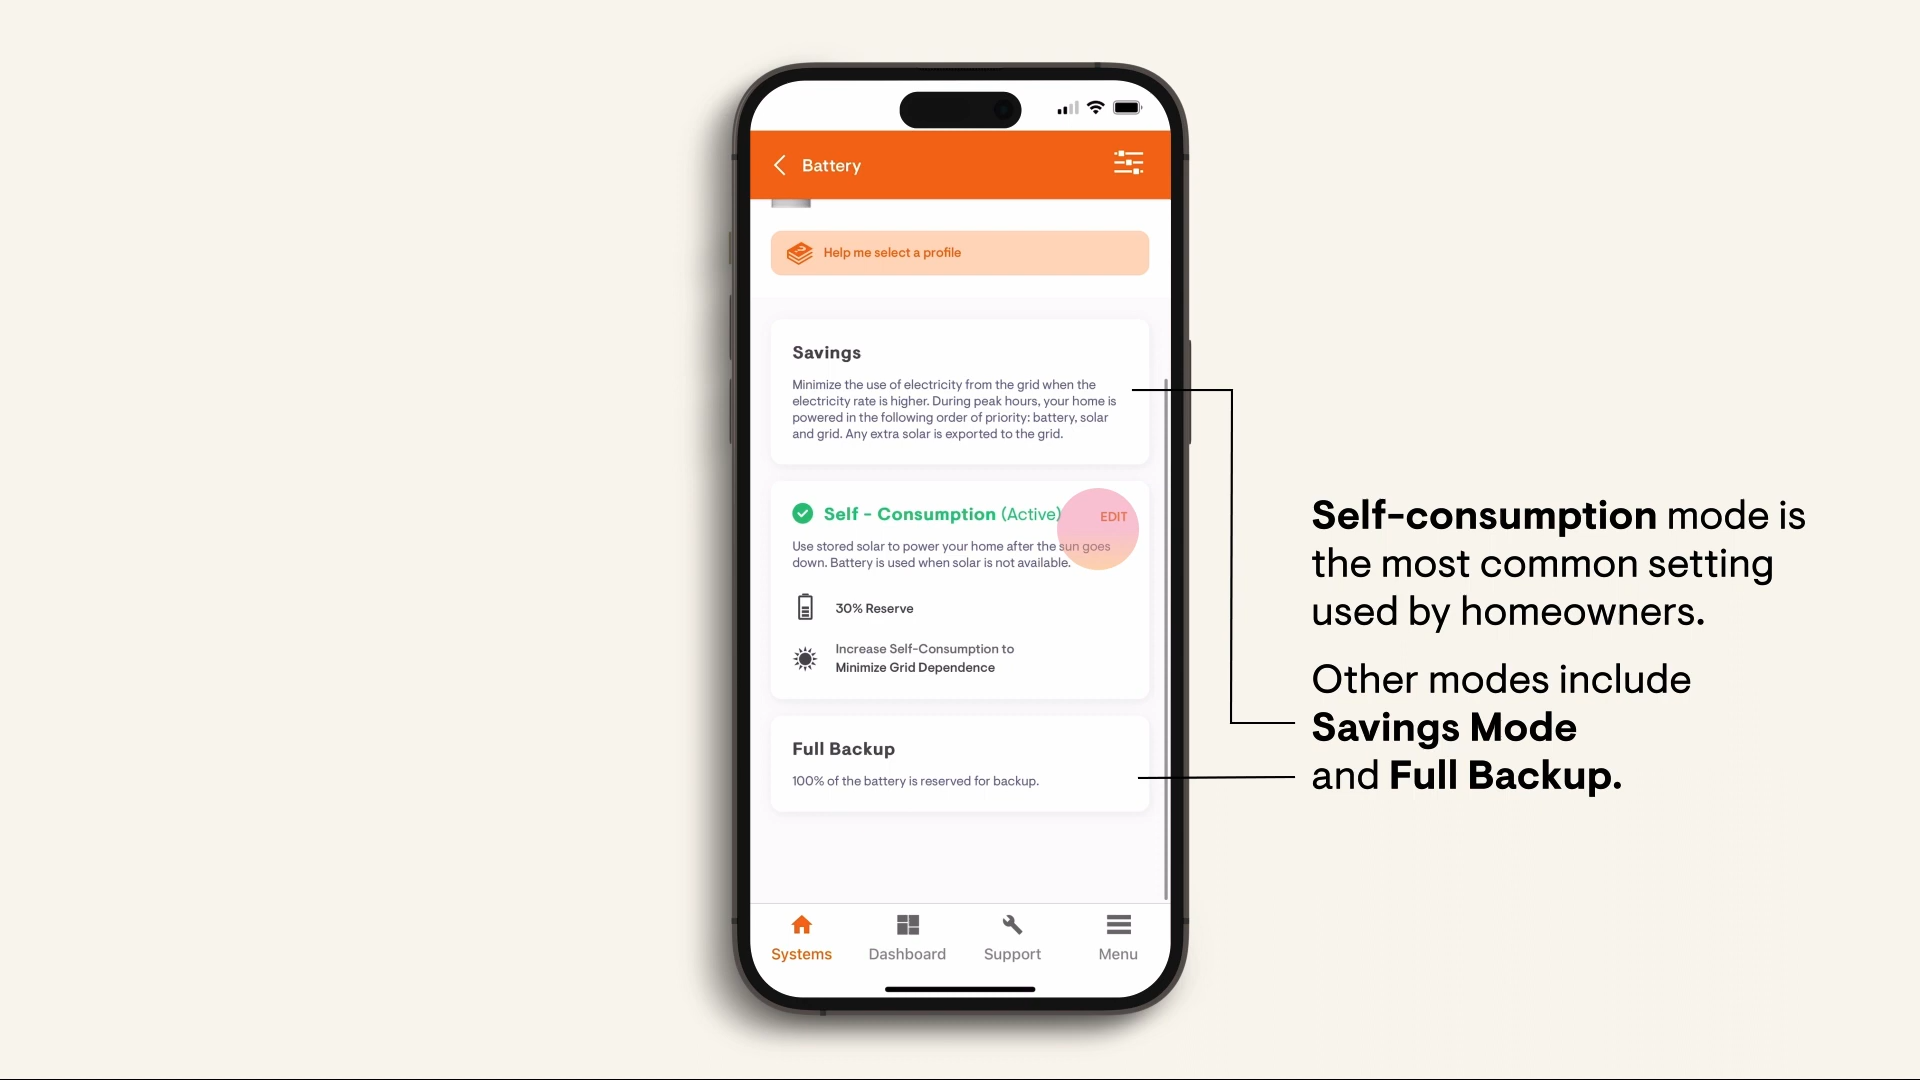 Battery
Help me select a profile
Savings
Minimize the use of electricity from the grid when the
electricity rate is higher. During peak hours, your home is
powered in the following order of priority: battery, solar
and grid. Any extra solar is exported to the grid.
Self - Consumption (Active)
EDIT
Use stored solar to power your home after the sun goes
down. Battery is used when solar is not available.
30% Reserve
Increase Self-Consumption to
Minimize Grid Dependence
Full Backup
100% of the battery is reserved for backup.
Systems
Dashboard
Support
Menu
Self-consumption mode is
the most common setting
used by homeowners.
Other modes include
Savings Mode
and Full Backup.